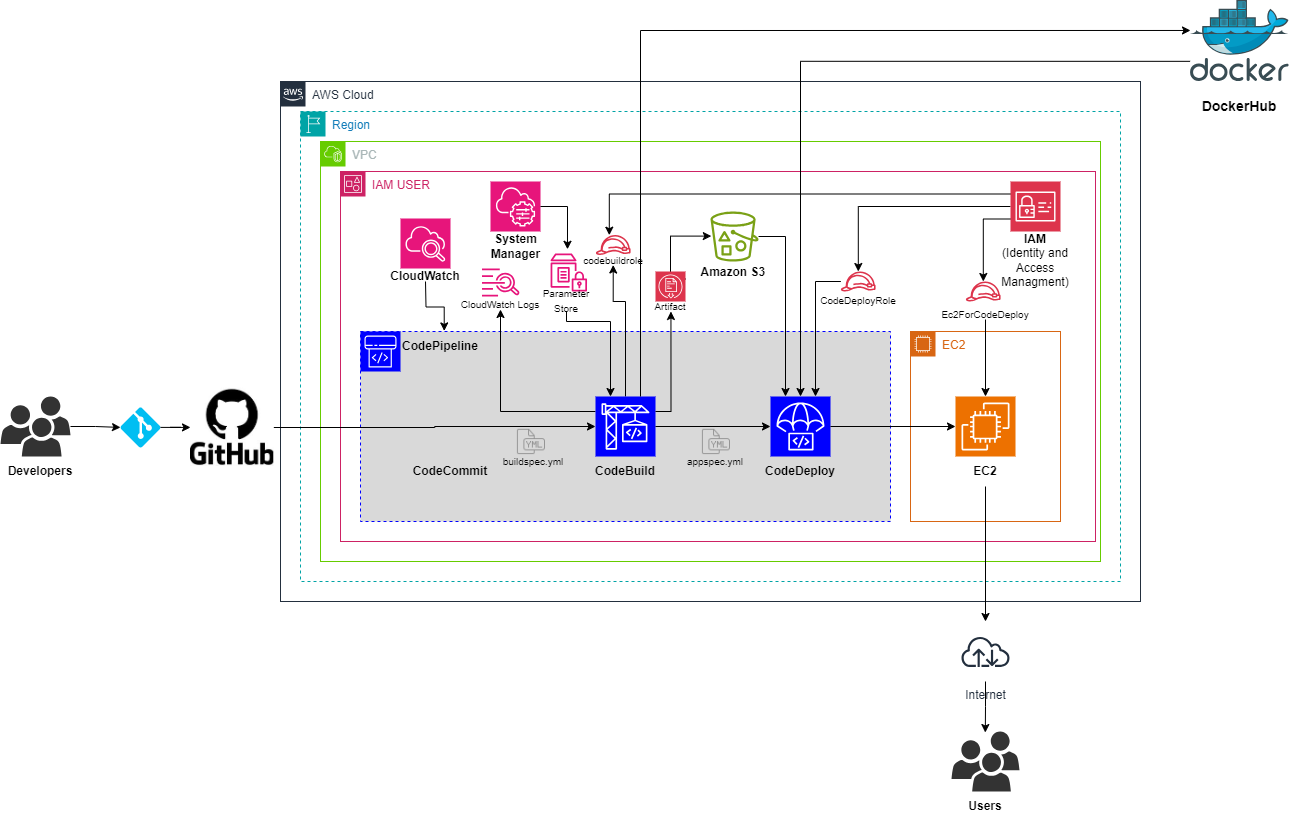 docker
DockerHub
aws
AWS Cloud
Region
VPC
IAM USER
System
Manager
CloudWatch
CloudWatch Logs
Parameter
Store
codebuildrole
Amazon S3
Artifact
CodeDeployRole
IAM
(Identity and
Access
Managment)
Ec2ForCodeDeploy
CodePipeline
EC2
Developers
GitHub
CodeCommit
YML
buildspec.yml
CodeBuild
YML
appspec.yml
CodeDeploy
EC2
Internet
Users